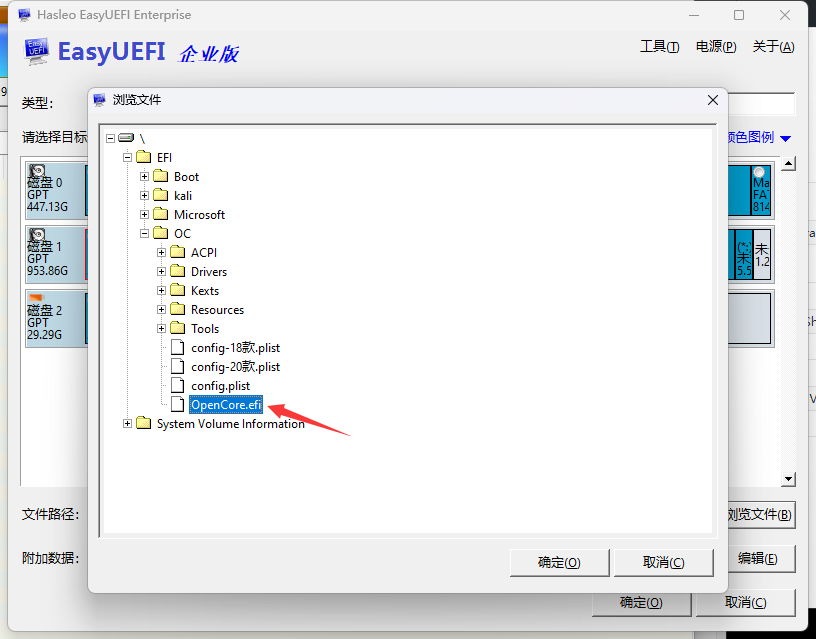 Hasleo EasyUEFI Enterprise
EasyUEFI 企业版
工具(T) 电源(P) 关于(A)
类型:
请选择目标
颜色图例
浏览文件
\
EFI
Boot
kali
Microsoft
OC
ACPI
Drivers
Kexts
Resources
Tools
config-18款.plist
config-20款.plist
config.plist
OpenCore.efi
System Volume Information
确定(O) 取消(C)
磁盘 0
GPT
447.13G
磁盘 1
GPT
953.86G
磁盘 2
GPT
29.29G
Ma
FA
814
(*:)
未
5.5
未
1.2
文件路径:
浏览文件(B)
附加数据:
编辑(E)
确定(O) 取消(C)